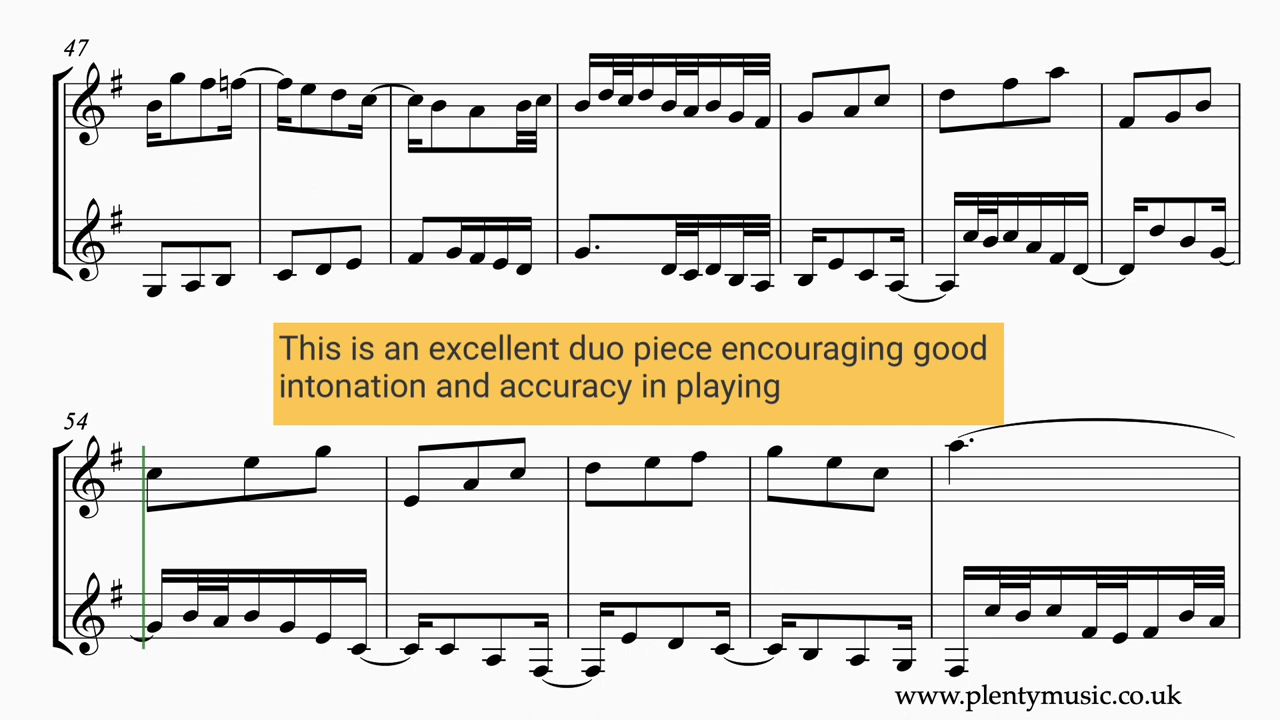 47
This is an excellent duo piece encouraging good
intonation and accuracy in playing
54
www.plentymusic.co.uk